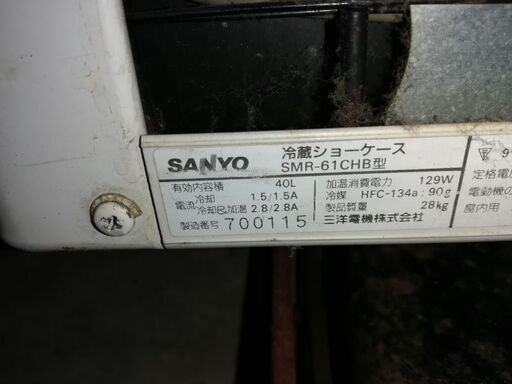 SANYO 冷蔵ショーケース
SMR-61CHB型
有効内容積 40L 加温消費電力 129W
電流冷却 1.5/1.5A 冷媒 HFC-134a:90g
冷却包加温 2.8/2.8A 製品質量 28kg
製造番号 700115 三洋電機株式会社
定格電
電動機の
屋内用